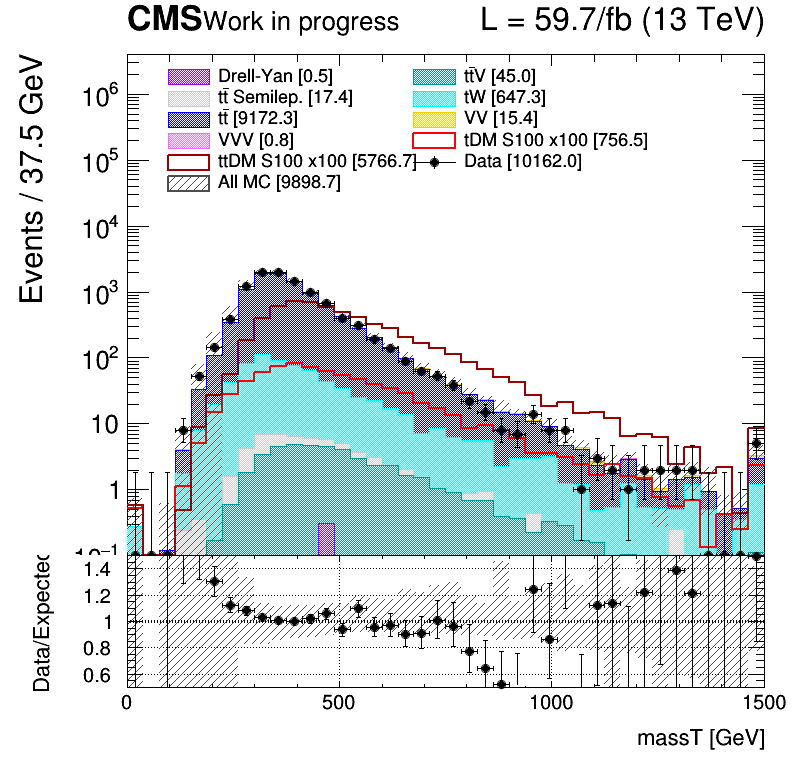 CMS Work in progress L = 59.7/fb (13 TeV)
Events / 37.5 GeV
Drell-Yan [0.5] tt̄V [45.0]
tt̄ Semilep. [17.4] tW [647.3]
tt̄ [9172.3] VV [15.4]
VVV [0.8] tDM S100 x100 [756.5]
ttDM S100 x100 [5766.7] Data [10162.0]
All MC [9898.7]
10⁶
10⁵
10⁴
10³
10²
10
1
10⁻¹
Data/Expected
1.4
1.2
1
0.8
0.6
0 500 1000 1500
massT [GeV]